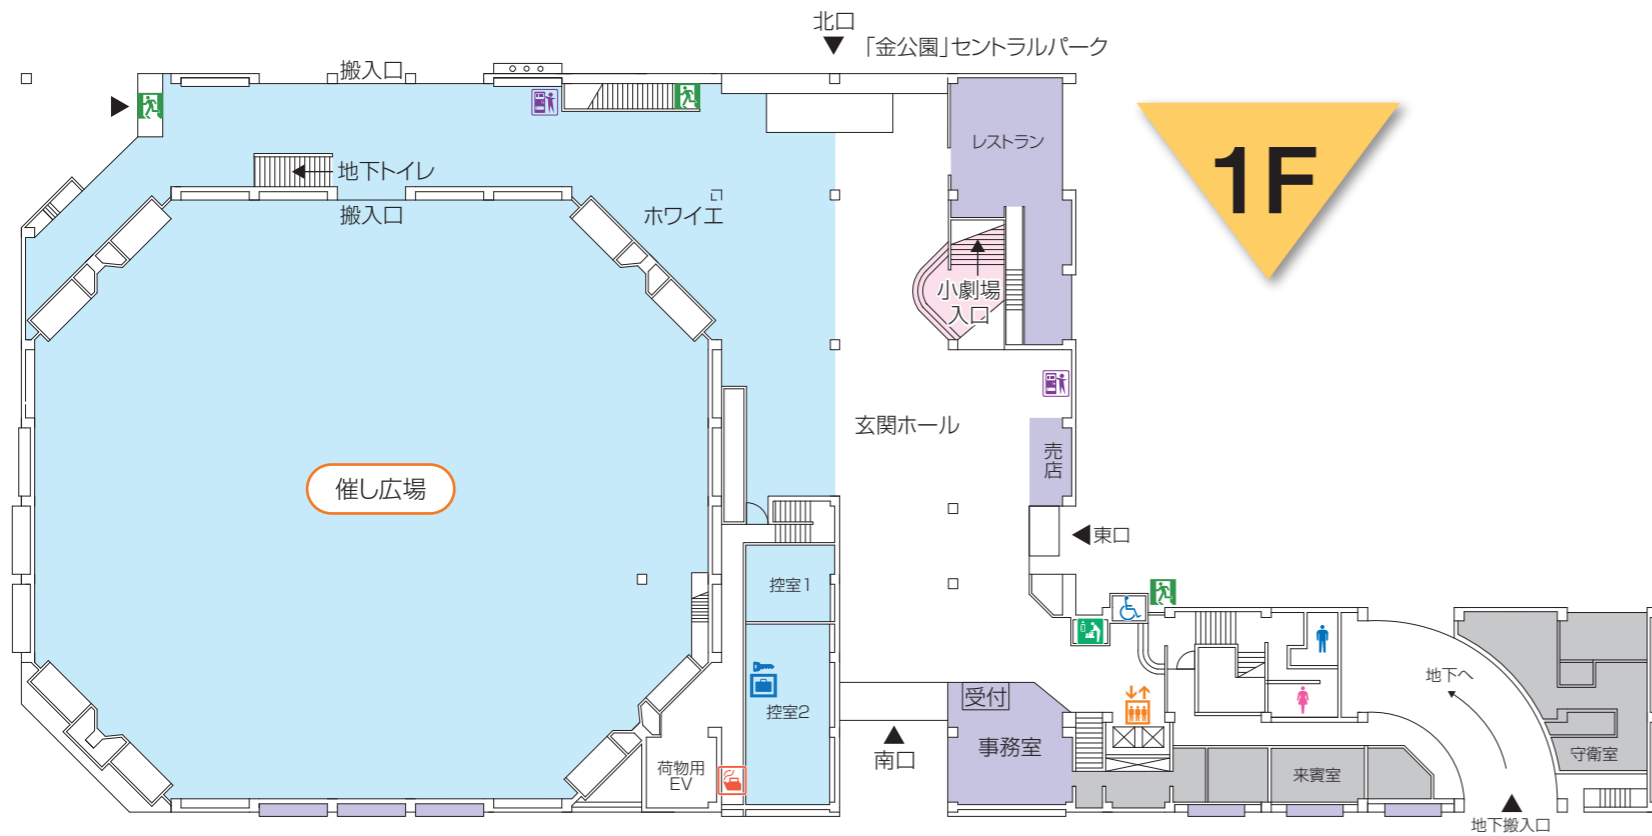 北口
「金公園」セントラルパーク
搬入口
レストラン
1F
地下トイレ
搬入口
ホワイエ
小劇場
入口
玄関ホール
売店
催し広場
東口
控室1
地下へ
受付
控室2
事務室
南口
守衛室
荷物用
EV
来賓室
地下搬入口